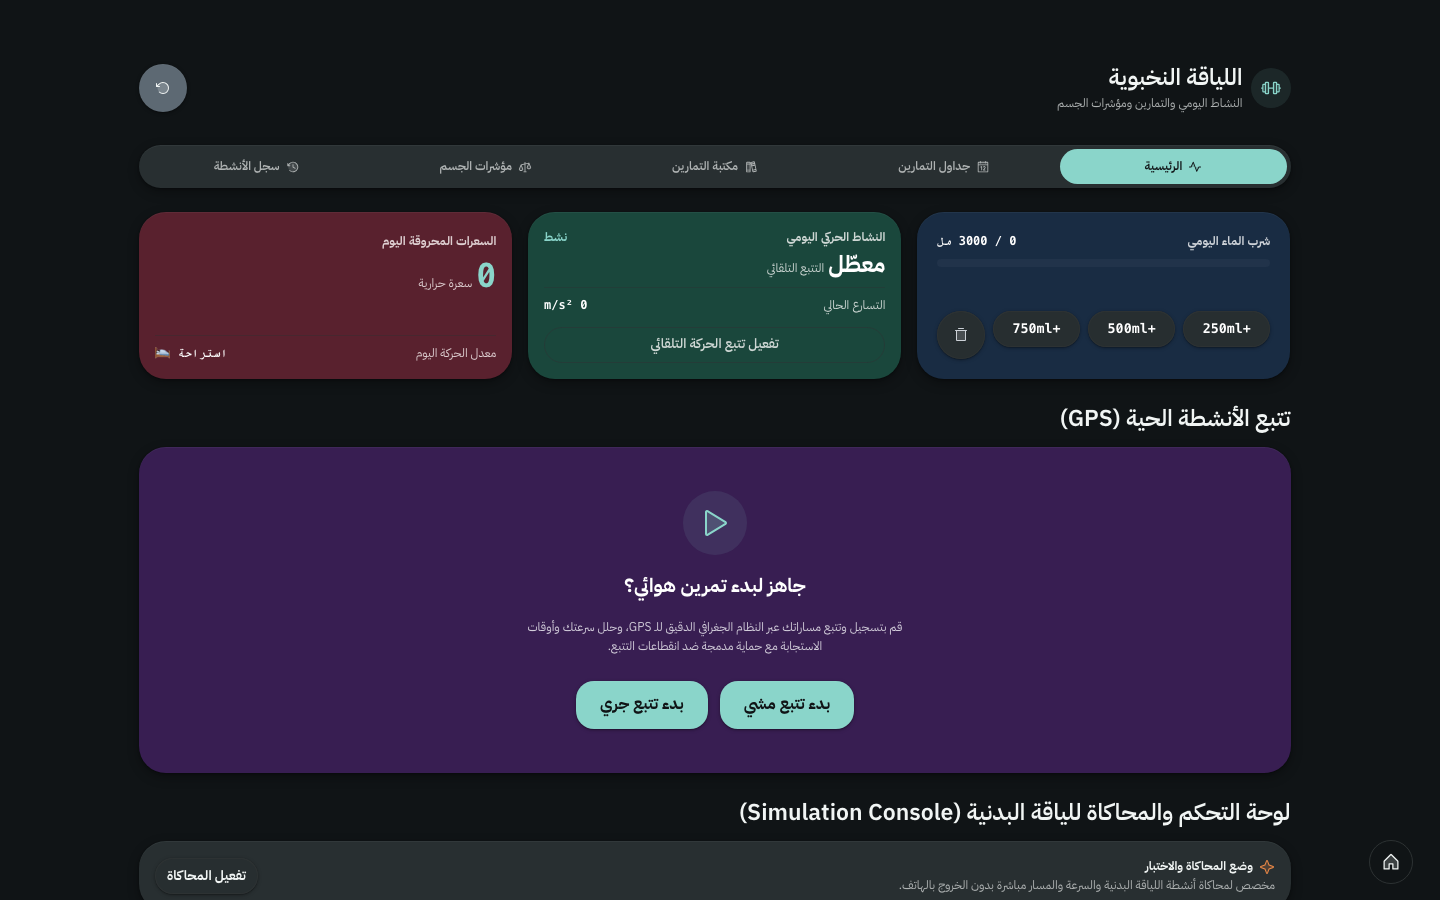 اللياقة النخبوية
النشاط اليومي والتمارين ومؤشرات الجسم
الرئيسية
جداول التمارين
مكتبة التمارين
مؤشرات الجسم
سجل الأنشطة
شرب الماء اليومي
0 / 3000 مل
+250ml
+500ml
+750ml
النشاط الحركي اليومي
نشط
معطّل التتبع التلقائي
التسارع الحالي
0 m/s²
تفعيل تتبع الحركة التلقائي
السعرات المحروقة اليوم
0 سعرة حرارية
معدل الحركة اليوم
استراحة
تتبع الأنشطة الحية (GPS)
جاهز لبدء تمرين هوائي؟
قم بتسجيل وتتبع مساراتك عبر النظام الجغرافي الدقيق للـ GPS، وحلل سرعتك وأوقات
الاستجابة مع حماية مدمجة ضد انقطاعات التتبع.
بدء تتبع مشي
بدء تتبع جري
لوحة التحكم والمحاكاة للياقة البدنية (Simulation Console)
وضع المحاكاة والاختبار
مخصص لمحاكاة أنشطة اللياقة البدنية والسرعة والمسار مباشرة بدون الخروج بالهاتف.
تفعيل المحاكاة